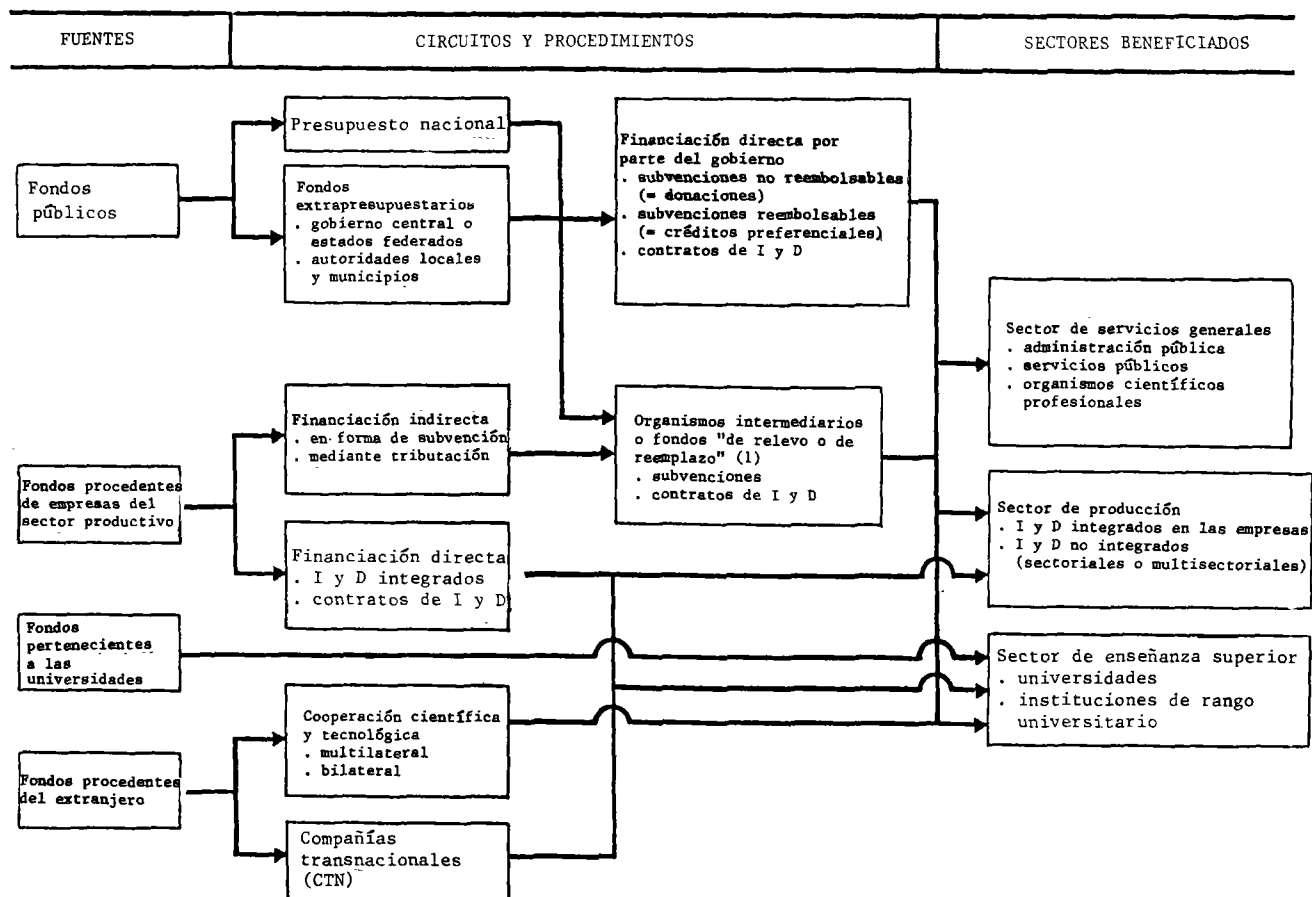 FUENTES
CIRCUITOS Y PROCEDIMIENTOS
SECTORES BENEFICIADOS
Fondos
públicos
Presupuesto nacional
Fondos
extrapresupuestarios
. gobierno central o
estados federados
. autoridades locales
y municipios
Financiación directa por
parte del gobierno
. subvenciones no reembolsables
(= donaciones)
. subvenciones reembolsables
(= créditos preferenciales)
. contratos de I y D
Sector de servicios generales
. administración pública
. servicios públicos
. organismos científicos
profesionales
Fondos procedentes
de empresas del
sector productivo
Financiación indirecta
. en forma de subvención
. mediante tributación
Organismos intermediarios
o fondos "de relevo o de
reemplazo" (1)
. subvenciones
. contratos de I y D
Financiación directa
. I y D integrados
. contratos de I y D
Sector de producción
. I y D integrados en las empresas
. I y D no integrados
(sectoriales o multisectoriales)
Fondos
pertenecientes
a las
universidades
Sector de enseñanza superior
. universidades
. instituciones de rango
universitario
Fondos procedentes
del extranjero
Cooperación científica
y tecnológica
. multilateral
. bilateral
Compañías
transnacionales
(CTN)